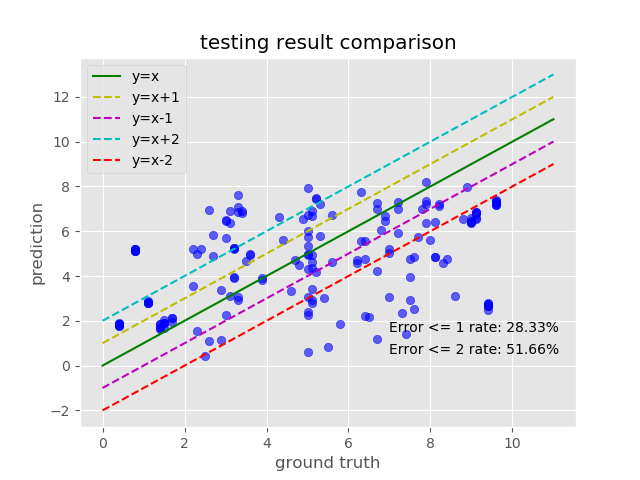 testing result comparison
y=x
y=x+1
y=x-1
y=x+2
y=x-2
12
10
8
6
4
2
0
−2
prediction
Error <= 1 rate: 28.33%
Error <= 2 rate: 51.66%
0 2 4 6 8 10
ground truth